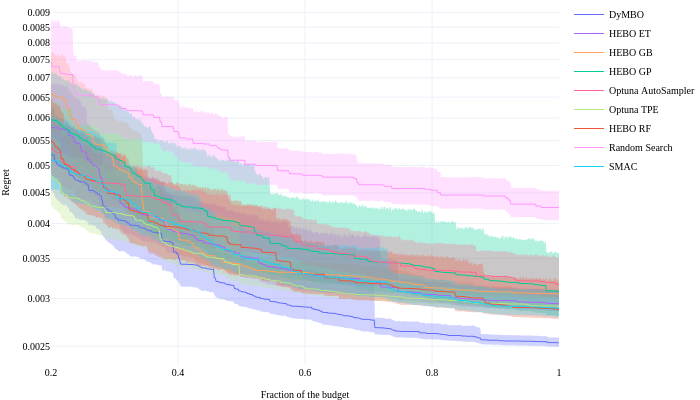 0.009
0.0085
0.008
0.0075
0.007
0.0065
0.006
0.0055
0.005
0.0045
0.004
0.0035
0.003
0.0025
Regret
0.2
0.4
0.6
0.8
1
Fraction of the budget
DyMBO
HEBO ET
HEBO GB
HEBO GP
Optuna AutoSampler
Optuna TPE
HEBO RF
Random Search
SMAC